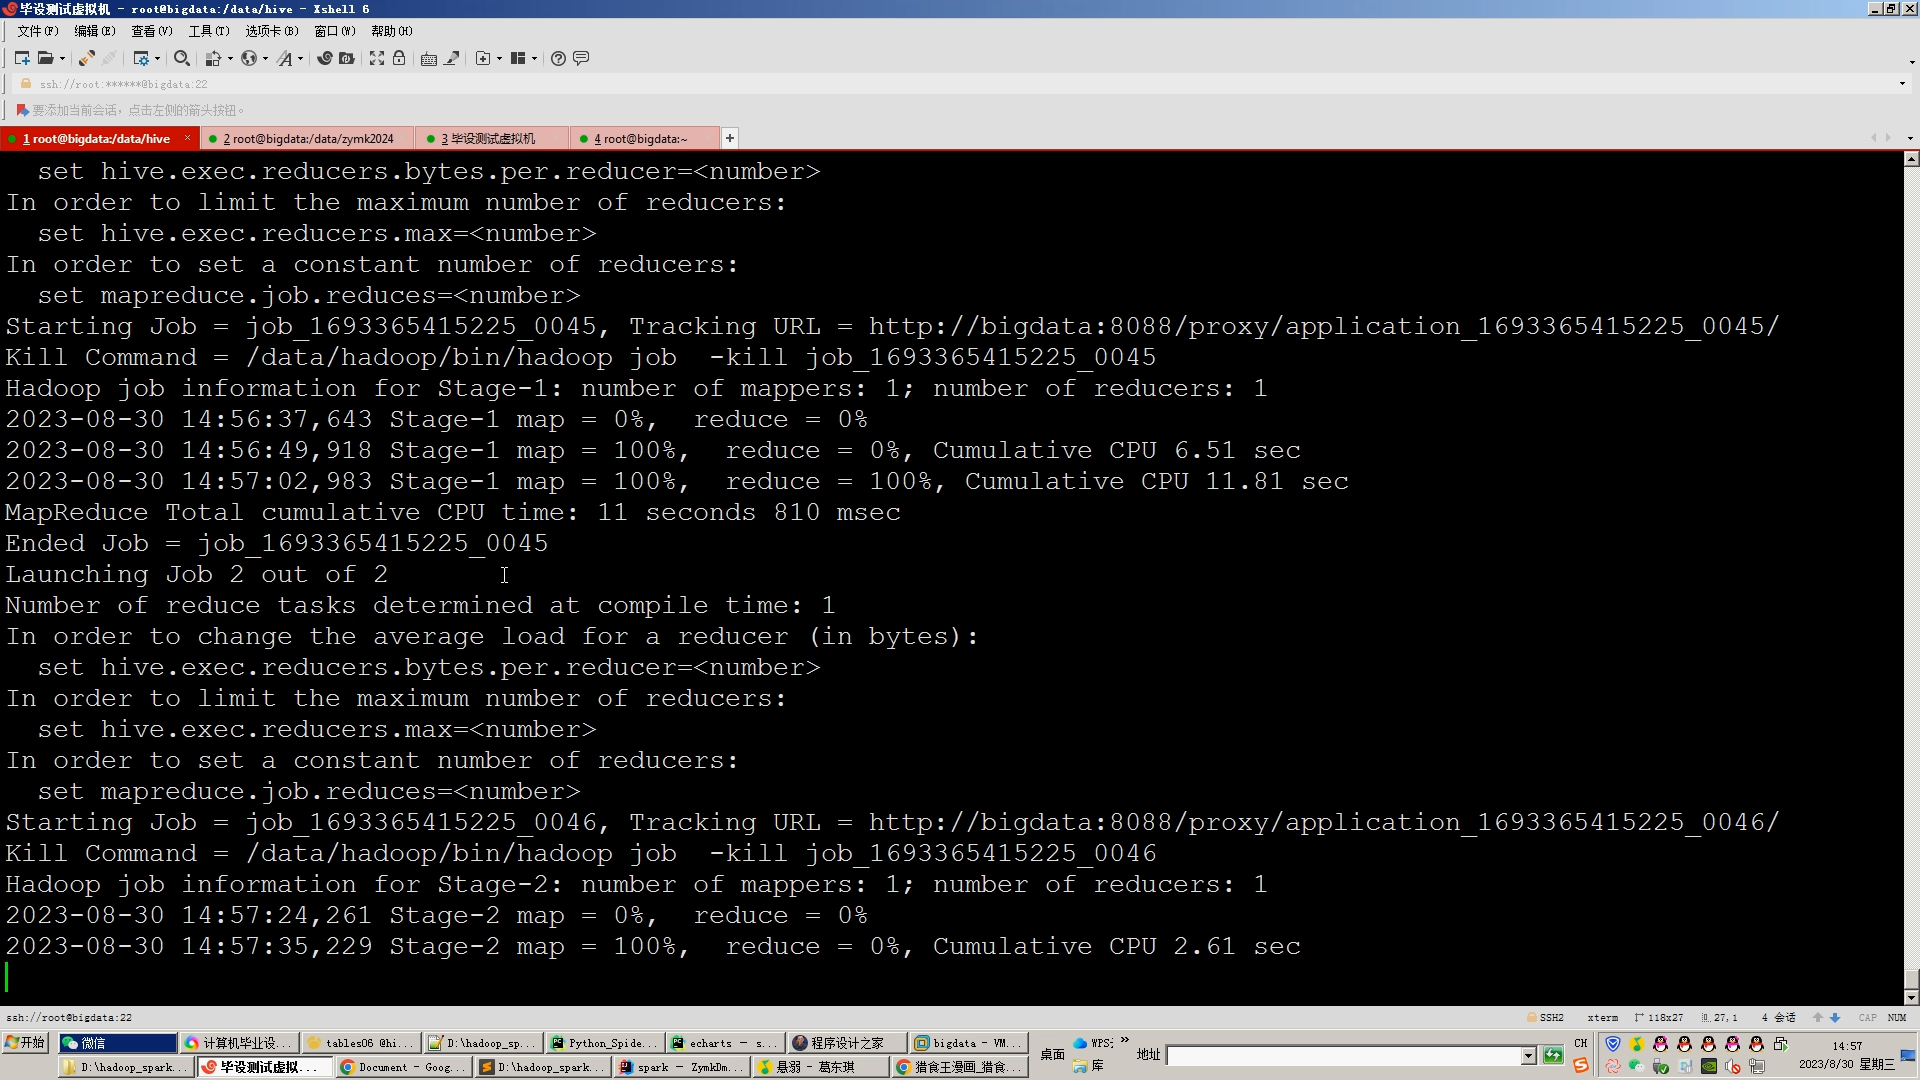 毕设测试虚拟机 - root@bigdata:/data/hive - Xshell 6
文件(F) 编辑(E) 查看(V) 工具(T) 选项卡(B) 窗口(W) 帮助(H)
ssh://root:******@bigdata:22
要添加当前会话，点击左侧的箭头按钮。
1 root@bigdata:/data/hive × 2 root@bigdata:/data/zymk2024 3 毕设测试虚拟机 4 root@bigdata:~ +
set hive.exec.reducers.bytes.per.reducer=<number>
In order to limit the maximum number of reducers:
set hive.exec.reducers.max=<number>
In order to set a constant number of reducers:
set mapreduce.job.reduces=<number>
Starting Job = job_1693365415225_0045, Tracking URL = http://bigdata:8088/proxy/application_1693365415225_0045/
Kill Command = /data/hadoop/bin/hadoop job  -kill job_1693365415225_0045
Hadoop job information for Stage-1: number of mappers: 1; number of reducers: 1
2023-08-30 14:56:37,643 Stage-1 map = 0%,  reduce = 0%
2023-08-30 14:56:49,918 Stage-1 map = 100%,  reduce = 0%, Cumulative CPU 6.51 sec
2023-08-30 14:57:02,983 Stage-1 map = 100%,  reduce = 100%, Cumulative CPU 11.81 sec
MapReduce Total cumulative CPU time: 11 seconds 810 msec
Ended Job = job_1693365415225_0045
Launching Job 2 out of 2
Number of reduce tasks determined at compile time: 1
In order to change the average load for a reducer (in bytes):
set hive.exec.reducers.bytes.per.reducer=<number>
In order to limit the maximum number of reducers:
set hive.exec.reducers.max=<number>
In order to set a constant number of reducers:
set mapreduce.job.reduces=<number>
Starting Job = job_1693365415225_0046, Tracking URL = http://bigdata:8088/proxy/application_1693365415225_0046/
Kill Command = /data/hadoop/bin/hadoop job  -kill job_1693365415225_0046
Hadoop job information for Stage-2: number of mappers: 1; number of reducers: 1
2023-08-30 14:57:24,261 Stage-2 map = 0%,  reduce = 0%
2023-08-30 14:57:35,229 Stage-2 map = 100%,  reduce = 0%, Cumulative CPU 2.61 sec
ssh://root@bigdata:22 SSH2 xterm 118x27 27,1 4 会话 CAP NUM
开始 微信 计算机毕业设... tables06 @hi... D:\hadoop_sp... Python_Spide... echarts – s... 程序设计之家 bigdata - VM... 桌面 WPS 地址 CH 14:57
D:\hadoop_spark... 毕设测试虚拟... Document - Goog... D:\hadoop_spark... spark – ZymkDm... 悬弱 - 葛东琪 猎食王漫画_猎食... 库 2023/8/30 星期三